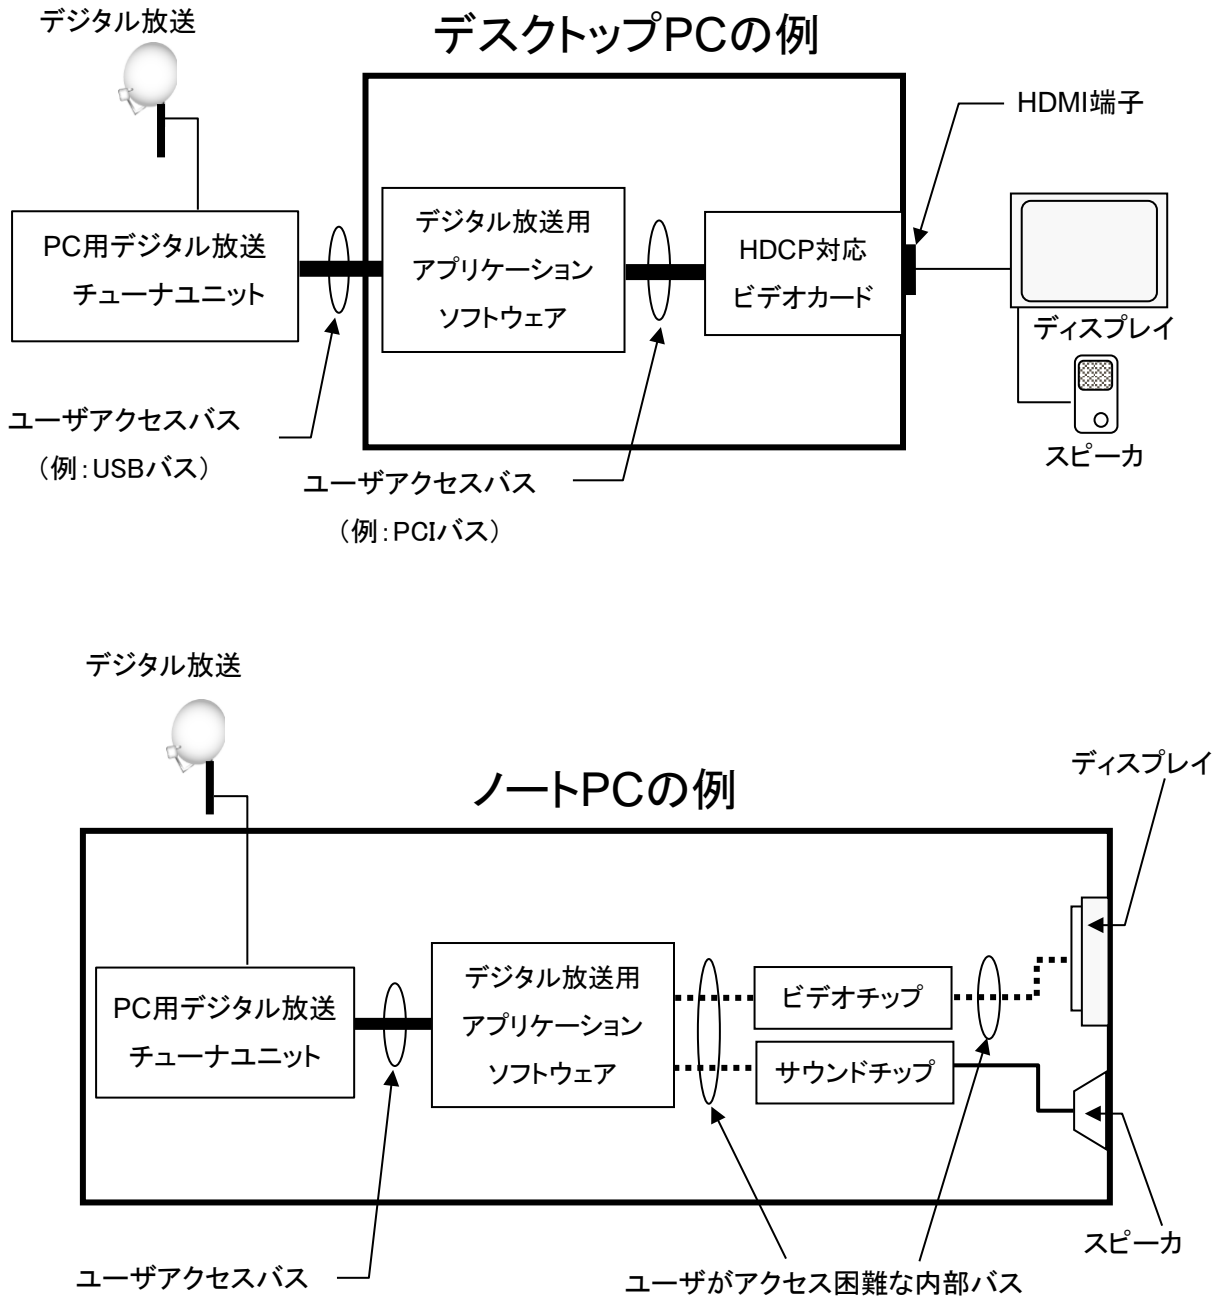 デジタル放送
デスクトップPCの例
HDMI端子
PC用デジタル放送
チューナユニット
デジタル放送用
アプリケーション
ソフトウェア
HDCP対応
ビデオカード
ディスプレイ
スピーカ
ユーザアクセスバス
（例：USBバス）
ユーザアクセスバス
（例：PCIバス）
デジタル放送
ノートPCの例
ディスプレイ
PC用デジタル放送
チューナユニット
デジタル放送用
アプリケーション
ソフトウェア
ビデオチップ
サウンドチップ
スピーカ
ユーザアクセスバス
ユーザがアクセス困難な内部バス